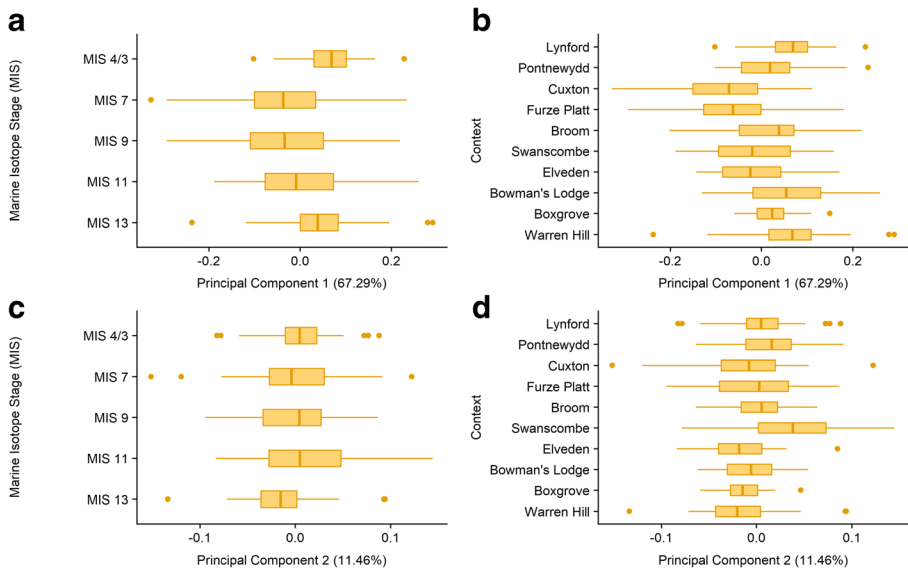 a
Marine Isotope Stage (MIS)
MIS 4/3
MIS 7
MIS 9
MIS 11
MIS 13
-0.2 0.0 0.2
Principal Component 1 (67.29%)
b
Context
Lynford
Pontnewydd
Cuxton
Furze Platt
Broom
Swanscombe
Elveden
Bowman's Lodge
Boxgrove
Warren Hill
-0.2 0.0 0.2
Principal Component 1 (67.29%)
c
Marine Isotope Stage (MIS)
MIS 4/3
MIS 7
MIS 9
MIS 11
MIS 13
-0.1 0.0 0.1
Principal Component 2 (11.46%)
d
Context
Lynford
Pontnewydd
Cuxton
Furze Platt
Broom
Swanscombe
Elveden
Bowman's Lodge
Boxgrove
Warren Hill
-0.1 0.0 0.1
Principal Component 2 (11.46%)